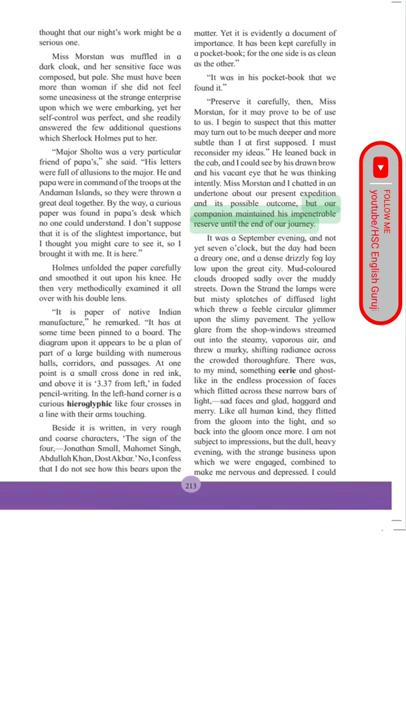 thought that our night's work might be a
serious one.
Miss Morstan was muffled in a
dark cloak, and her sensitive face was
composed, but pale. She must have been
more than woman if she did not feel
some uneasiness at the strange enterprise
upon which we were embarking, yet her
self-control was perfect, and she readily
answered the few additional questions
which Sherlock Holmes put to her.
"Major Sholto was a very particular
friend of papa's," she said. "His letters
were full of allusions to the major. He and
papa were in command of the troops at the
Andaman Islands, so they were thrown a
great deal together. By the way, a curious
paper was found in papa's desk which
no one could understand. I don't suppose
that it is of the slightest importance, but
I thought you might care to see it, so I
brought it with me. It is here."
Holmes unfolded the paper carefully
and smoothed it out upon his knee. He
then very methodically examined it all
over with his double lens.
"It is paper of native Indian
manufacture," he remarked. "It has at
some time been pinned to a board. The
diagram upon it appears to be a plan of
part of a large building with numerous
halls, corridors, and passages. At one
point is a small cross done in red ink,
and above it is '3.37 from left,' in faded
pencil-writing. In the left-hand corner is a
curious hieroglyphic like four crosses in
a line with their arms touching.
Beside it is written, in very rough
and coarse characters, 'The sign of the
four,—Jonathan Small, Mahomet Singh,
Abdullah Khan, Dost Akbar.' No, I confess
that I do not see how this bears upon the
matter. Yet it is evidently a document of
importance. It has been kept carefully in
a pocket-book; for the one side is as clean
as the other."
"It was in his pocket-book that we
found it."
"Preserve it carefully, then, Miss
Morstan, for it may prove to be of use
to us. I begin to suspect that this matter
may turn out to be much deeper and more
subtle than I at first supposed. I must
reconsider my ideas." He leaned back in
the cab, and I could see by his drawn brow
and his vacant eye that he was thinking
intently. Miss Morstan and I chatted in an
undertone about our present expedition
and its possible outcome, but our
companion maintained his impenetrable
reserve until the end of our journey.
It was a September evening, and not
yet seven o'clock, but the day had been
a dreary one, and a dense drizzly fog lay
low upon the great city. Mud-coloured
clouds drooped sadly over the muddy
streets. Down the Strand the lamps were
but misty splotches of diffused light
which threw a feeble circular glimmer
upon the slimy pavement. The yellow
glare from the shop-windows streamed
out into the steamy, vaporous air, and
threw a murky, shifting radiance across
the crowded thoroughfare. There was,
to my mind, something eerie and ghost-
like in the endless procession of faces
which flitted across these narrow bars of
light,—sad faces and glad, haggard and
merry. Like all human kind, they flitted
from the gloom into the light, and so
back into the gloom once more. I am not
subject to impressions, but the dull, heavy
evening, with the strange business upon
which we were engaged, combined to
make me nervous and depressed. I could
213
FOLLOW ME
youtube/HSC English Guruji